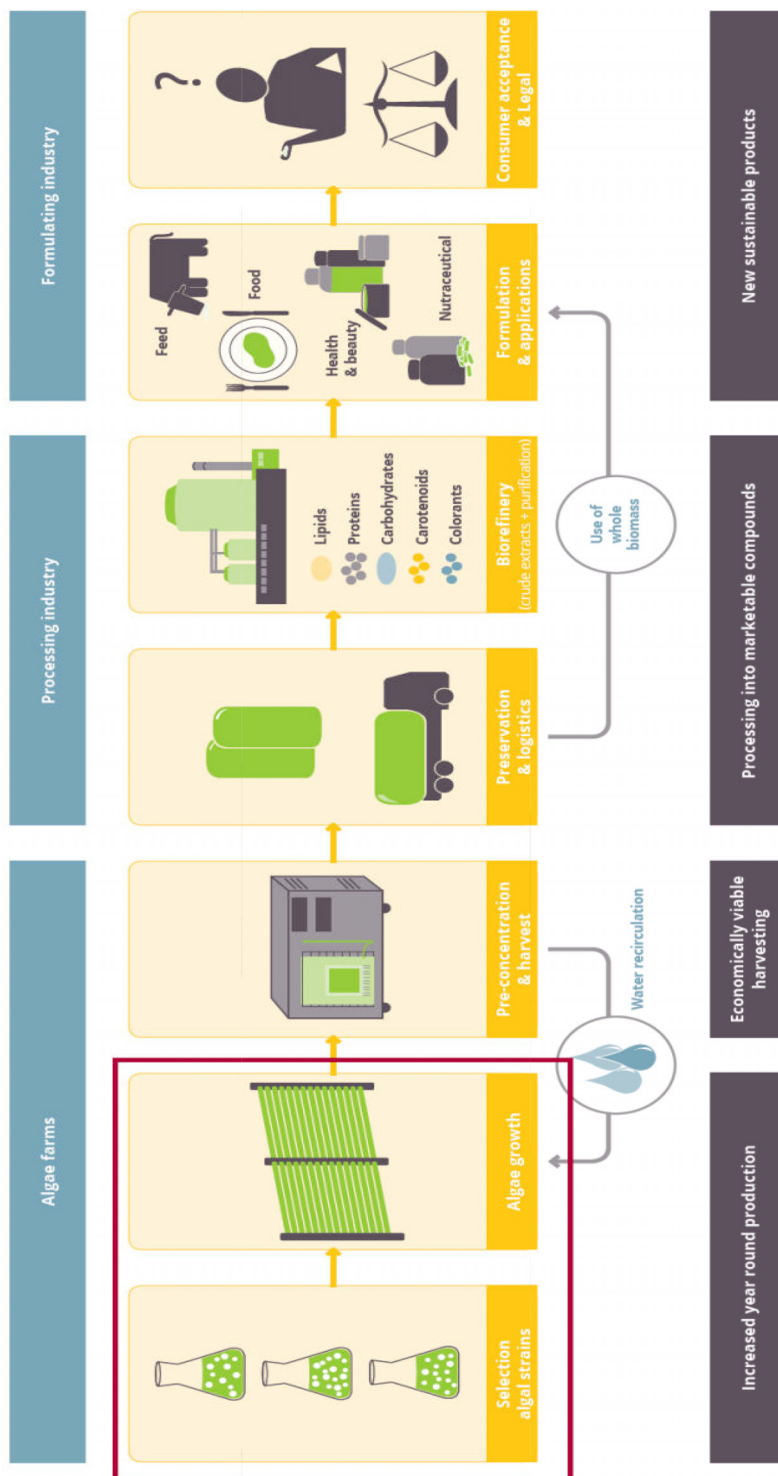 Algae farms
Processing industry
Formulating industry
Selection
algal strains
Algae growth
Pre-concentration
& harvest
Preservation
& logistics
Lipids
Proteins
Carbohydrates
Carotenoids
Colorants
Biorefinery
(crude extracts + purification)
Feed
Food
Health
& beauty
Nutraceutical
Formulation
& applications
?
Consumer acceptance
& Legal
Water recirculation
Use of
whole
biomass
Increased year round production
Economically viable
harvesting
Processing into marketable compounds
New sustainable products